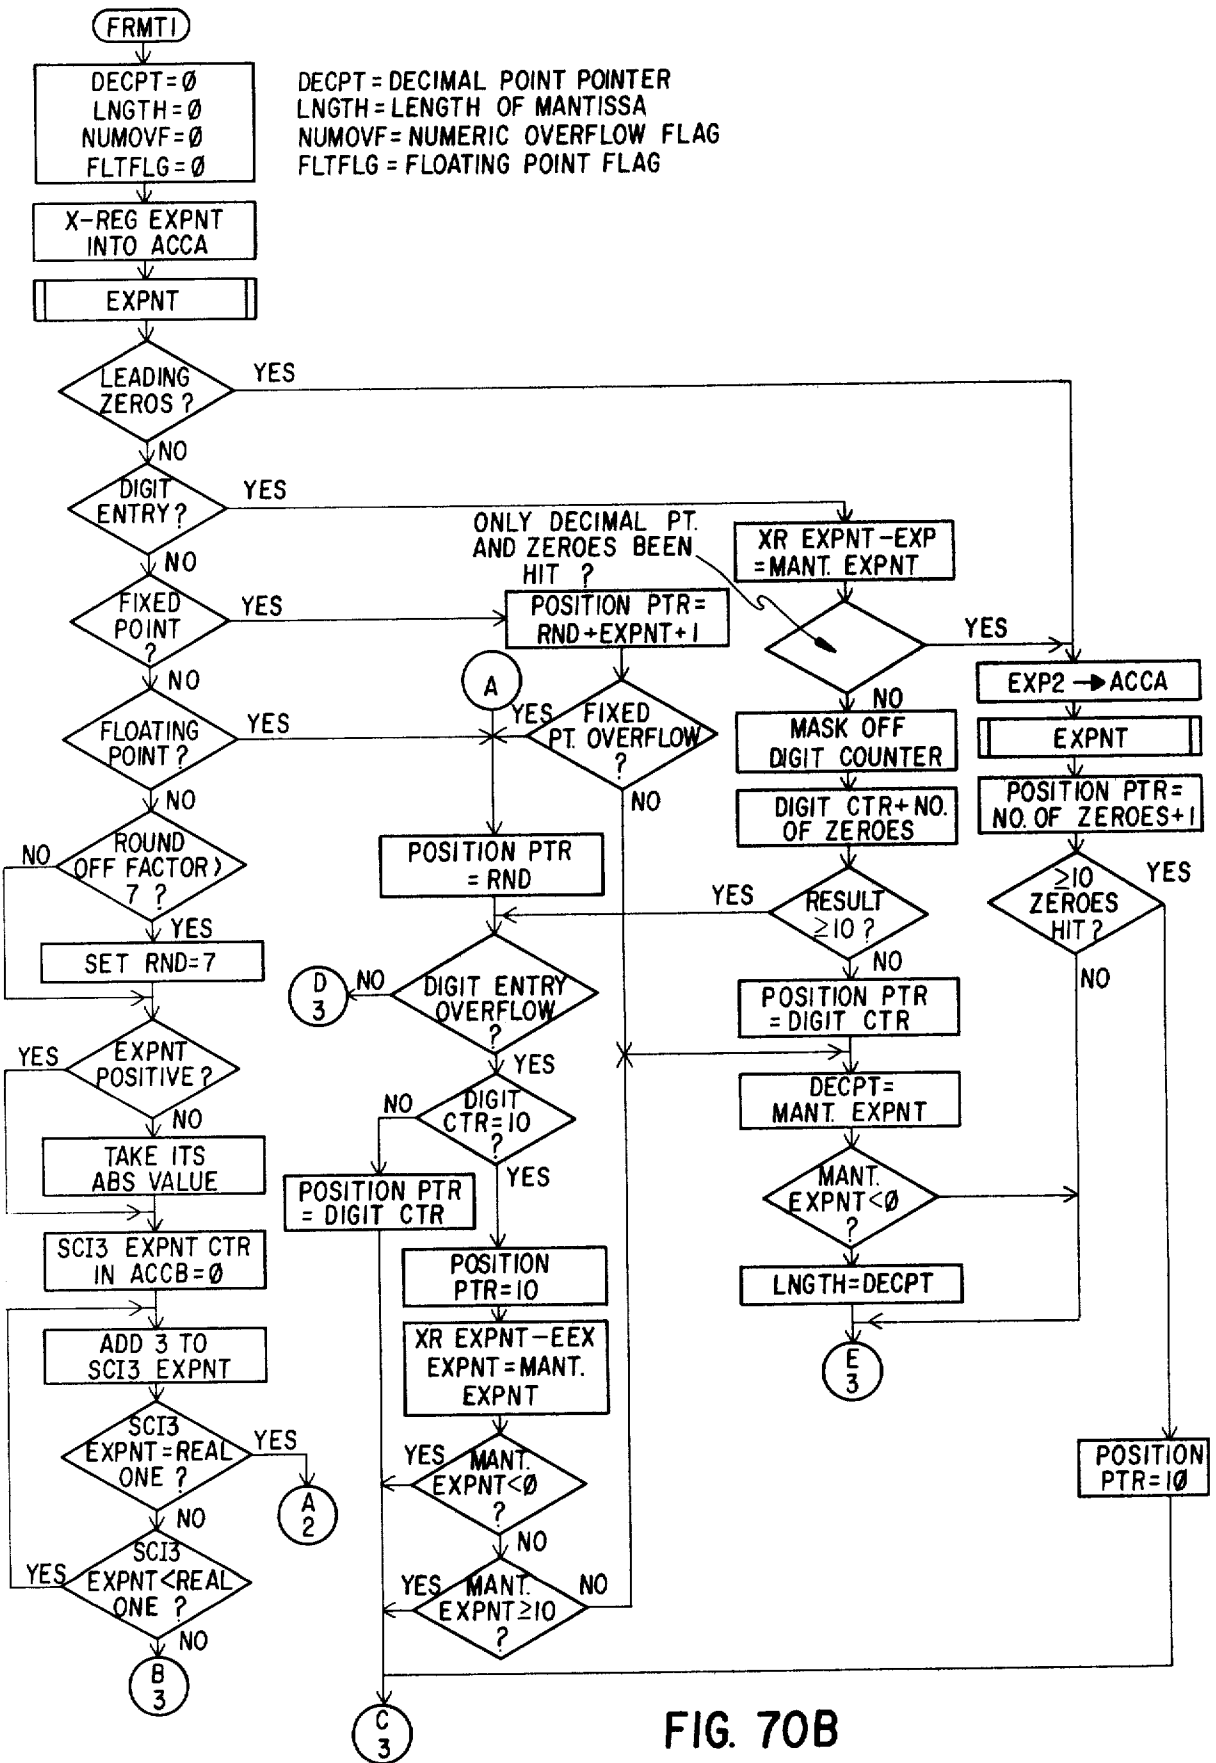 FRMT1
DECPT=Ø
LNGTH=Ø
NUMOVF=Ø
FLTFLG=Ø
DECPT=DECIMAL POINT POINTER
LNGTH=LENGTH OF MANTISSA
NUMOVF=NUMERIC OVERFLOW FLAG
FLTFLG=FLOATING POINT FLAG
X-REG EXPNT
INTO ACCA
EXPNT
LEADING
ZEROS?
YES
NO
DIGIT
ENTRY?
YES
NO
FIXED
POINT
?
YES
NO
FLOATING
POINT?
YES
NO
ROUND
OFF FACTOR>
7 ?
NO
YES
SET RND=7
EXPNT
POSITIVE?
YES
NO
TAKE ITS
ABS VALUE
SCI3 EXPNT CTR
IN ACCB=Ø
ADD 3 TO
SCI3 EXPNT
SCI3
EXPNT=REAL
ONE ?
YES
A
2
NO
SCI3
EXPNT<REAL
ONE ?
YES
NO
B
3
POSITION PTR=
RND+EXPNT+1
A
FIXED
PT. OVERFLOW
?
YES
NO
POSITION PTR
=RND
DIGIT ENTRY
OVERFLOW
?
NO
D
3
YES
DIGIT
CTR=10
?
NO
YES
POSITION PTR
= DIGIT CTR
POSITION
PTR=10
XR EXPNT-EEX
EXPNT=MANT.
EXPNT
MANT.
EXPNT<Ø
?
YES
NO
MANT.
EXPNT≥10
?
YES
NO
C
3
ONLY DECIMAL PT.
AND ZEROES BEEN
HIT ?
XR EXPNT-EXP
=MANT. EXPNT
YES
NO
MASK OFF
DIGIT COUNTER
DIGIT CTR+NO.
OF ZEROES
RESULT
≥10 ?
YES
NO
POSITION PTR
=DIGIT CTR
DECPT=
MANT. EXPNT
MANT.
EXPNT<Ø
?
LNGTH=DECPT
E
3
EXP2→ACCA
EXPNT
POSITION PTR=
NO. OF ZEROES+1
≥10
ZEROES
HIT?
YES
NO
POSITION
PTR=1Ø
FIG. 70B